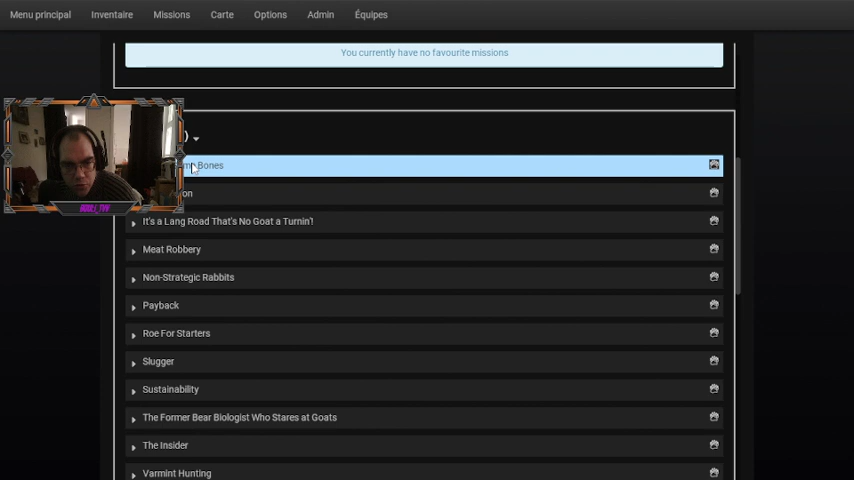 Menu principal Inventaire Missions Carte Options Admin Équipes
You currently have no favourite missions
)
Bones
on
It's a Lang Road That's No Goat a Turnin'!
Meat Robbery
Non-Strategic Rabbits
Payback
Roe For Starters
Slugger
Sustainability
The Former Bear Biologist Who Stares at Goats
The Insider
Varmint Hunting